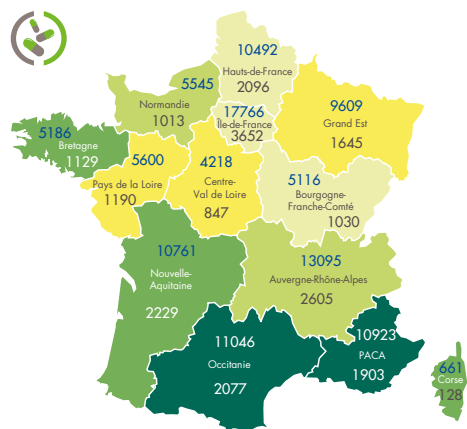 10492
Hauts-de-France
2096
5545
Normandie
1013
17766
Île-de-France
3652
9609
Grand Est
1645
5186
Bretagne
1129
5600
Pays de la Loire
1190
4218
Centre-
Val de Loire
847
5116
Bourgogne-
Franche-Comté
1030
10761
Nouvelle-
Aquitaine
2229
13095
Auvergne-Rhône-Alpes
2605
11046
Occitanie
2077
10923
PACA
1903
661
Corse
128